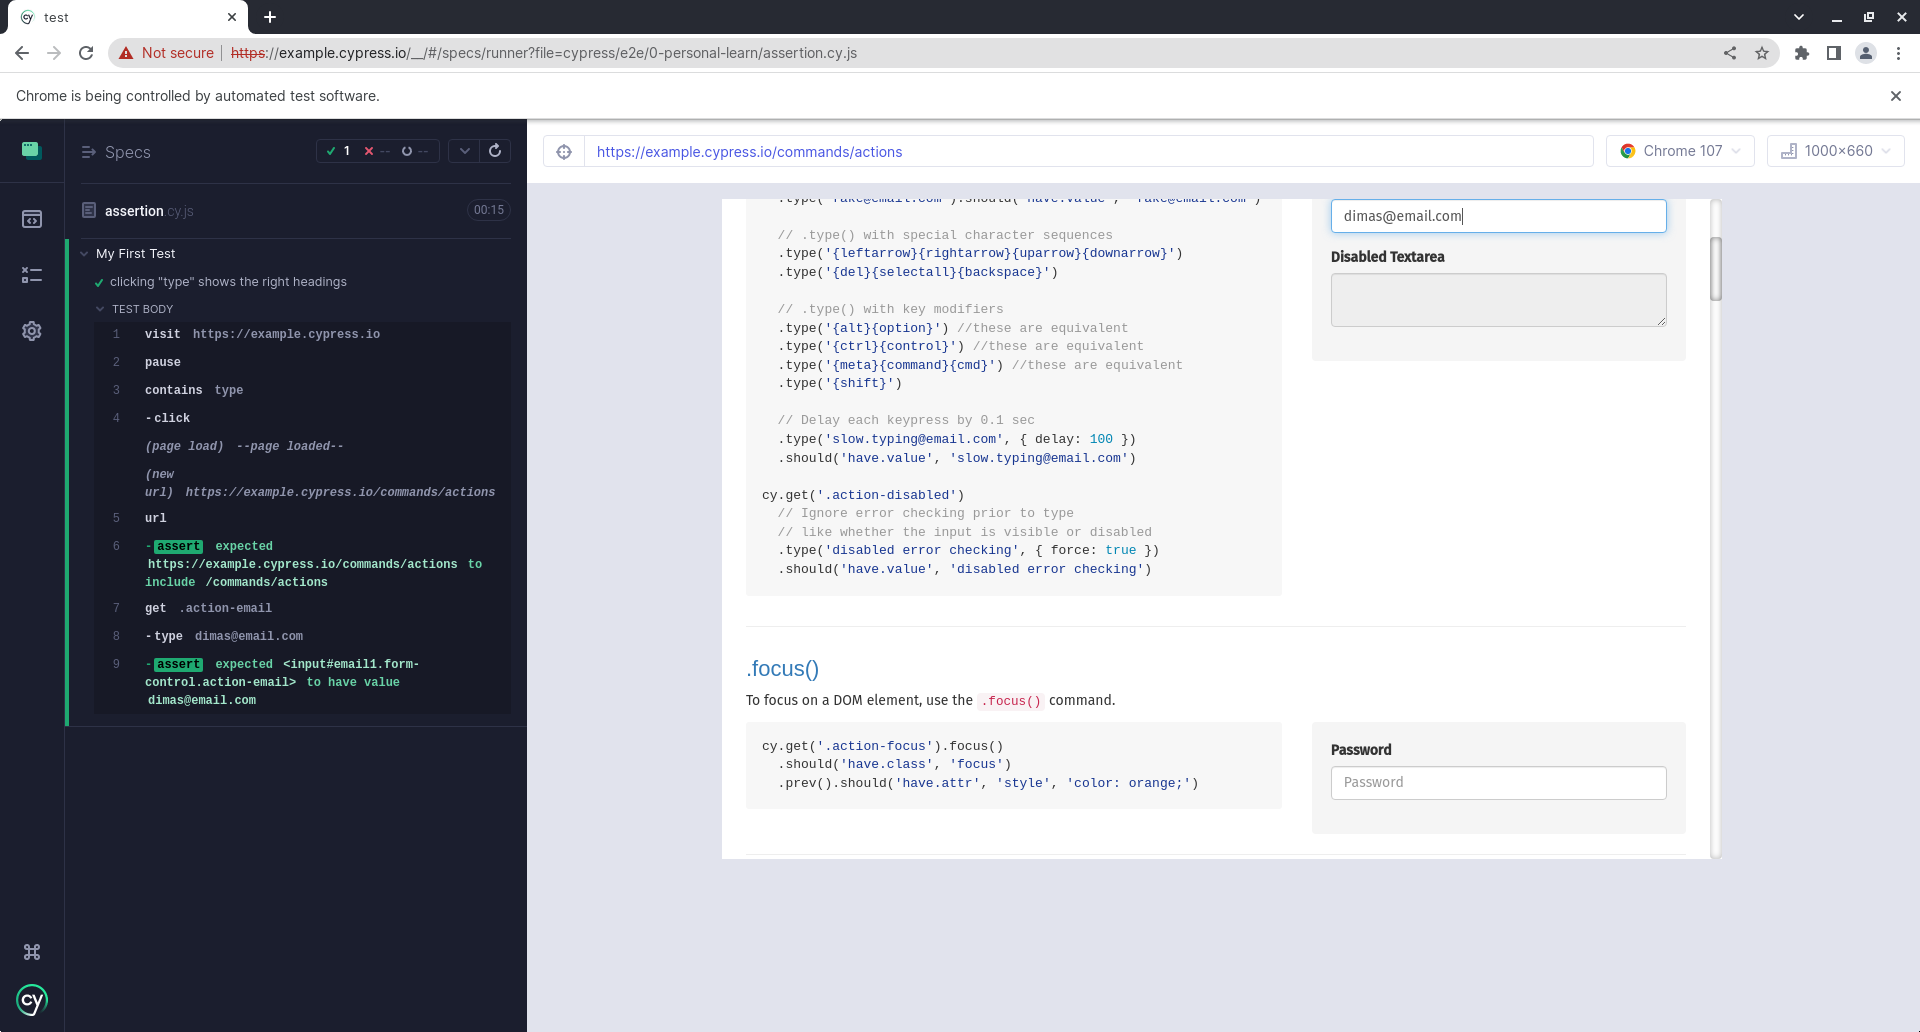 test
Not secure https://example.cypress.io/__/#/specs/runner?file=cypress/e2e/0-personal-learn/assertion.cy.js
Chrome is being controlled by automated test software.
Specs
1 -- --
assertion.cy.js 00:15
My First Test
clicking "type" shows the right headings
TEST BODY
1 visit https://example.cypress.io
2 pause
3 contains type
4 -click
(page load) --page loaded--
(new
url) https://example.cypress.io/commands/actions
5 url
6 -assert expected
https://example.cypress.io/commands/actions to
include /commands/actions
7 get .action-email
8 -type dimas@email.com
9 -assert expected <input#email1.form-
control.action-email> to have value
dimas@email.com
cy
https://example.cypress.io/commands/actions
Chrome 107
1000x660
.type('fake@email.com').should('have.value', 'fake@email.com')
// .type() with special character sequences
.type('{leftarrow}{rightarrow}{uparrow}{downarrow}')
.type('{del}{selectall}{backspace}')
// .type() with key modifiers
.type('{alt}{option}') //these are equivalent
.type('{ctrl}{control}') //these are equivalent
.type('{meta}{command}{cmd}') //these are equivalent
.type('{shift}')
// Delay each keypress by 0.1 sec
.type('slow.typing@email.com', { delay: 100 })
.should('have.value', 'slow.typing@email.com')
cy.get('.action-disabled')
// Ignore error checking prior to type
// like whether the input is visible or disabled
.type('disabled error checking', { force: true })
.should('have.value', 'disabled error checking')
dimas@email.com
Disabled Textarea
.focus()
To focus on a DOM element, use the .focus() command.
cy.get('.action-focus').focus()
.should('have.class', 'focus')
.prev().should('have.attr', 'style', 'color: orange;')
Password
Password